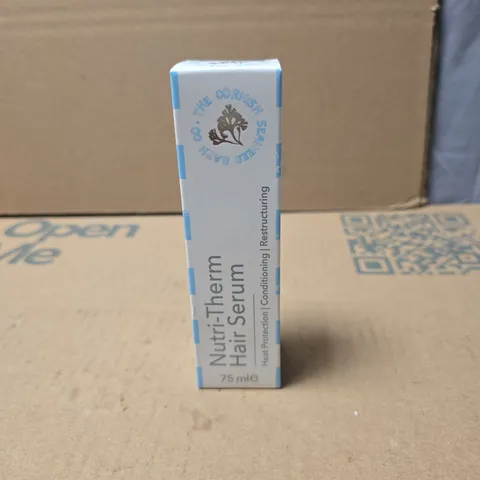 THE CORNISH SEAWEED BATH CO •
Nutri-Therm
Hair Serum
Heat Protection | Conditioning | Restructuring
75 ml℮
Open
Me